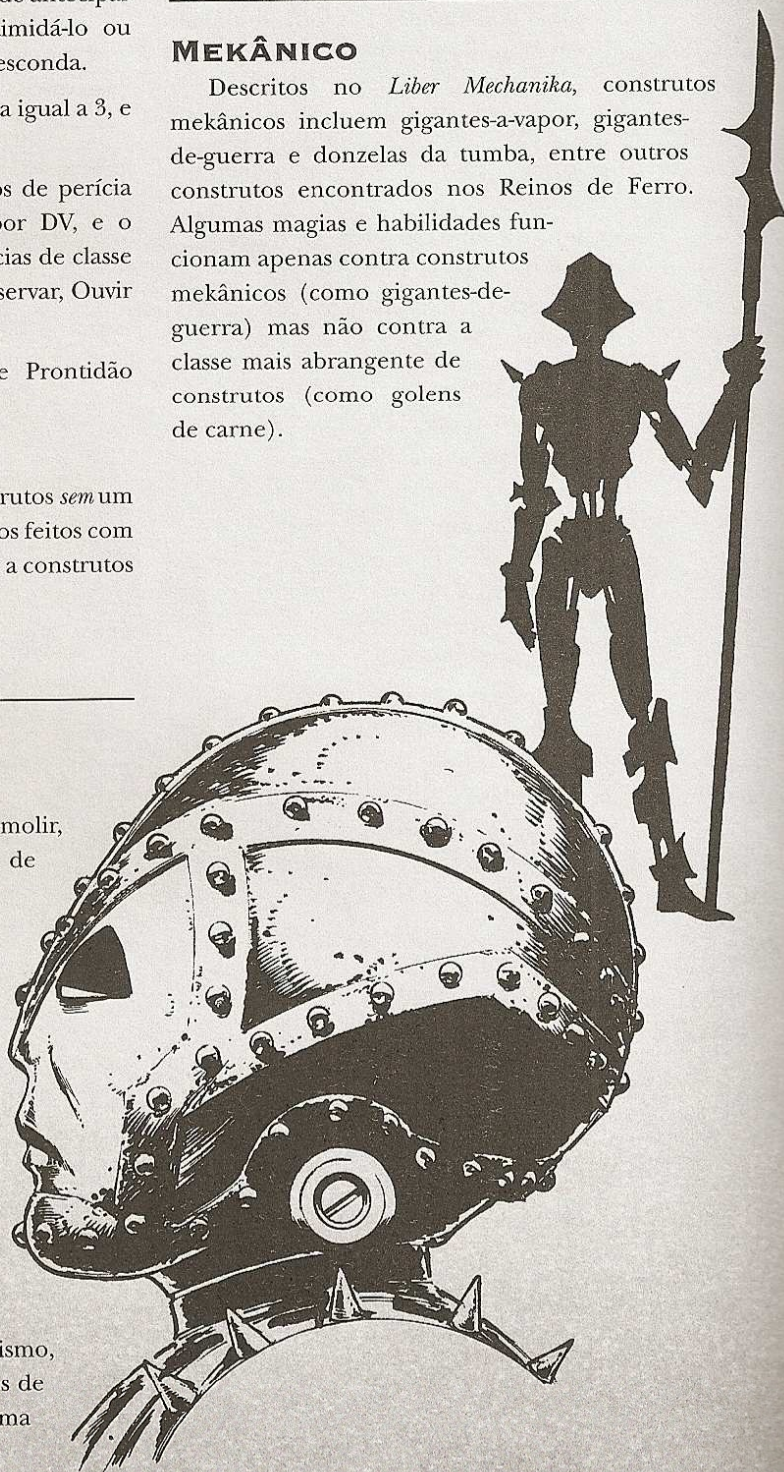 imidá-lo ou
esconda.
a igual a 3, e
s de perícia
por DV, e o
cias de classe
servar, Ouvir
e Prontidão
rutos sem um
os feitos com
a construtos
molir,
de
ismo,
s de
ma
MEKÂNICO
Descritos no Liber Mechanika, construtos
mekânicos incluem gigantes-a-vapor, gigantes-
de-guerra e donzelas da tumba, entre outros
construtos encontrados nos Reinos de Ferro.
Algumas magias e habilidades fun-
cionam apenas contra construtos
mekânicos (como gigantes-de-
guerra) mas não contra a
classe mais abrangente de
construtos (como golens
de carne).